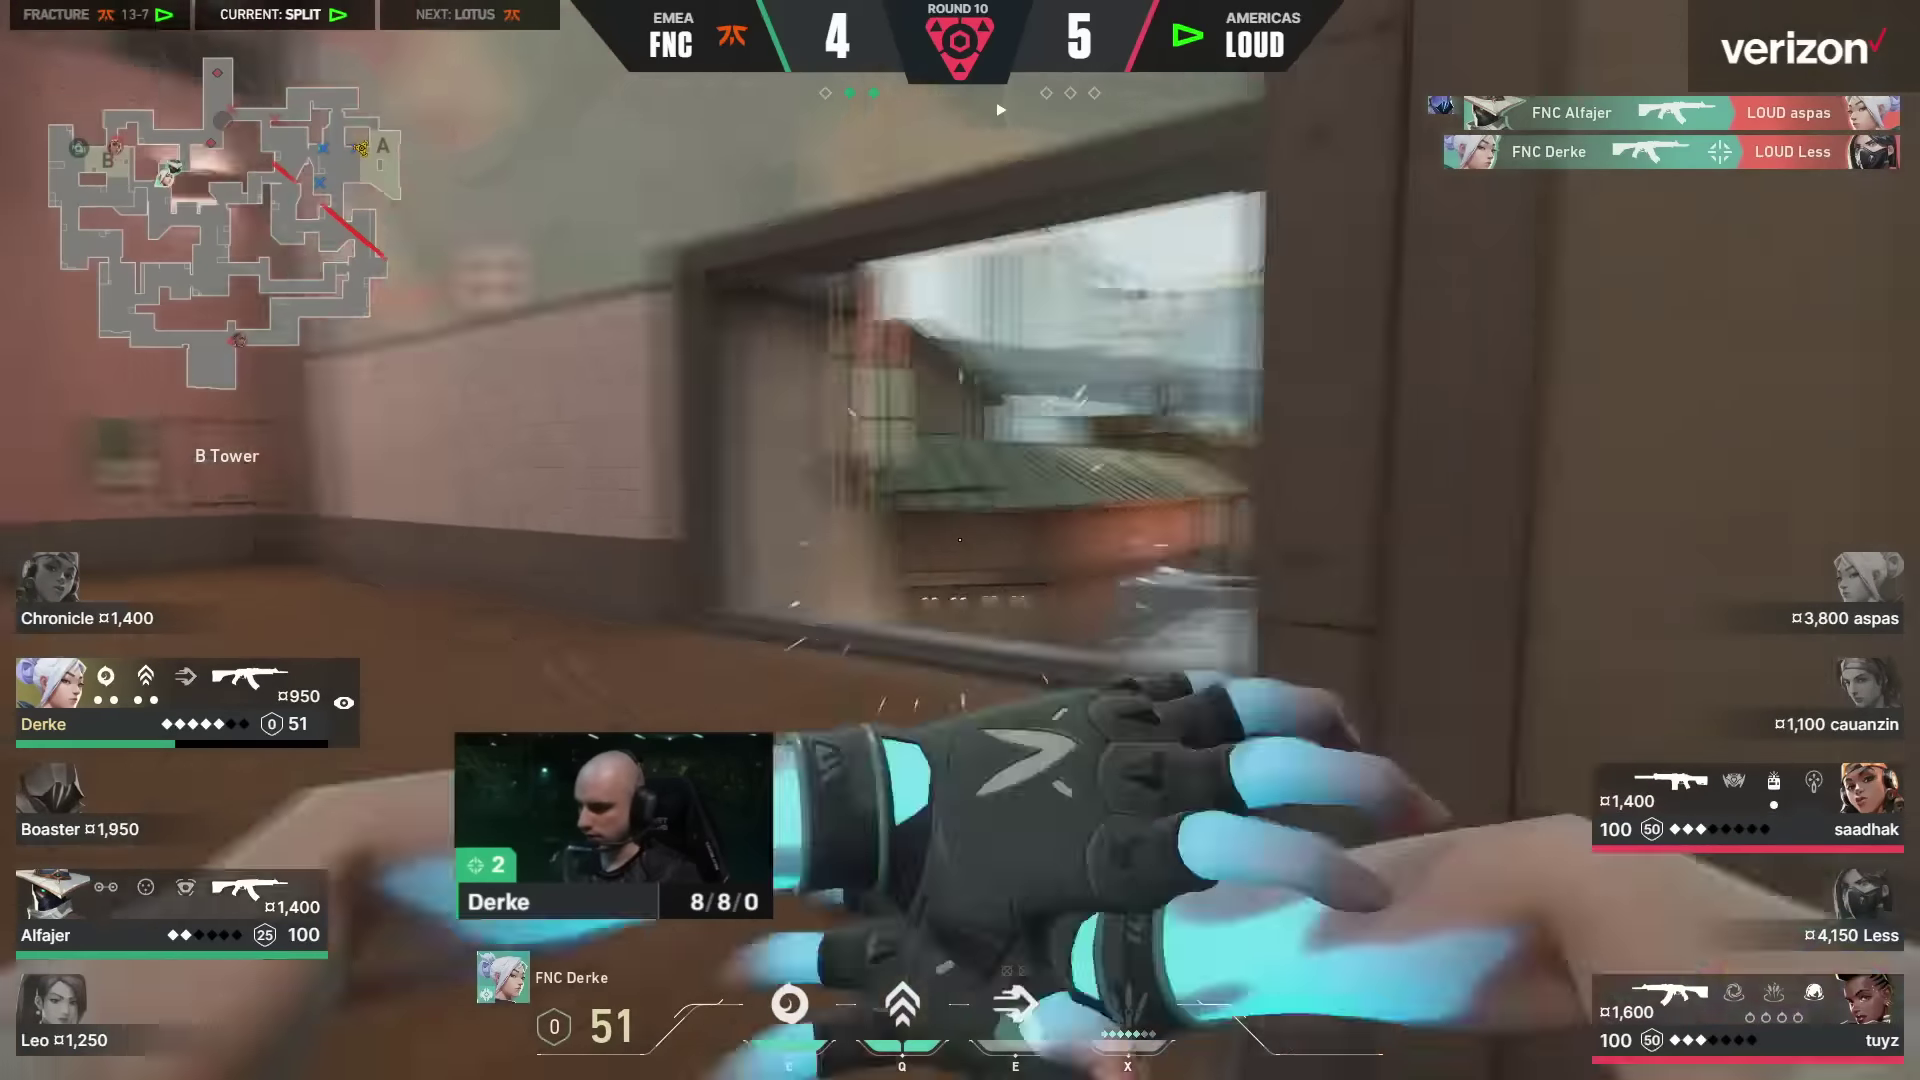 FRACTURE 13-7
CURRENT: SPLIT
NEXT: LOTUS
EMEA
FNC
4
ROUND 10
5
AMERICAS
LOUD
verizon
FNC Alfajer LOUD aspas
FNC Derke LOUD Less
A
B
B Tower
Chronicle ¤1,400
¤950
Derke 0 51
Boaster ¤1,950
¤1,400
Alfajer 25 100
Leo ¤1,250
2
Derke 8/8/0
FNC Derke
0 51
C Q E X
¤3,800 aspas
¤1,100 cauanzin
¤1,400
100 50 saadhak
¤4,150 Less
¤1,600
100 50 tuyz